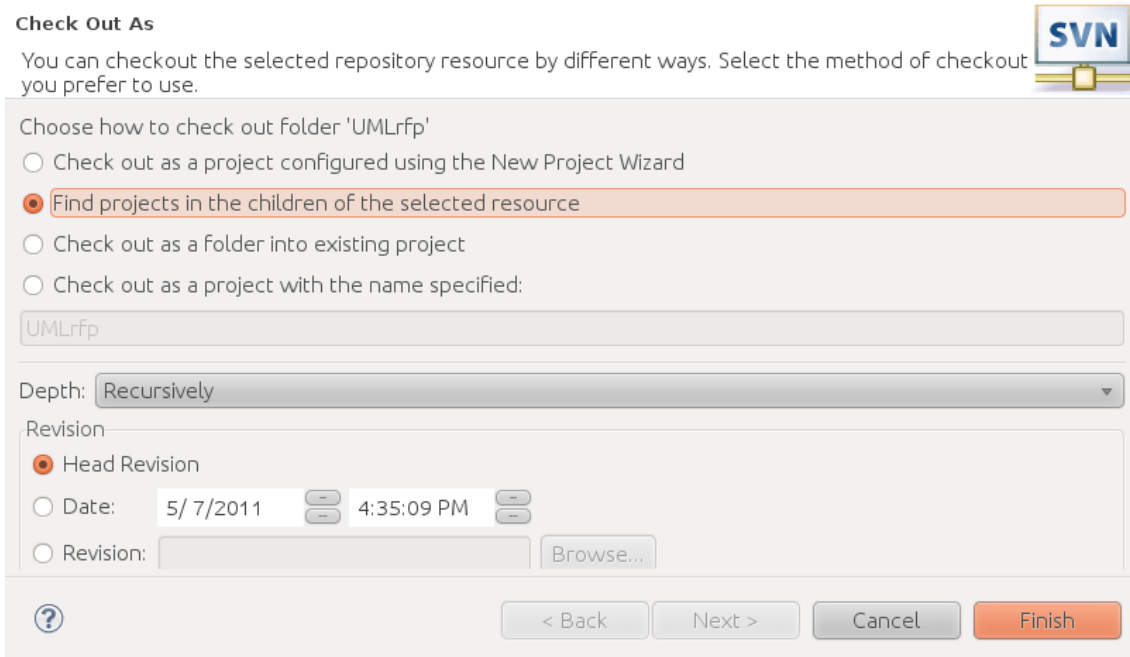 Check Out As
SVN
You can checkout the selected repository resource by different ways. Select the method of checkout
you prefer to use.
Choose how to check out folder 'UMLrfp'
Check out as a project configured using the New Project Wizard
Find projects in the children of the selected resource
Check out as a folder into existing project
Check out as a project with the name specified:
UMLrfp
Depth: Recursively
Revision
Head Revision
Date: 5/ 7/2011 4:35:09 PM
Revision: Browse...
? < Back Next > Cancel Finish